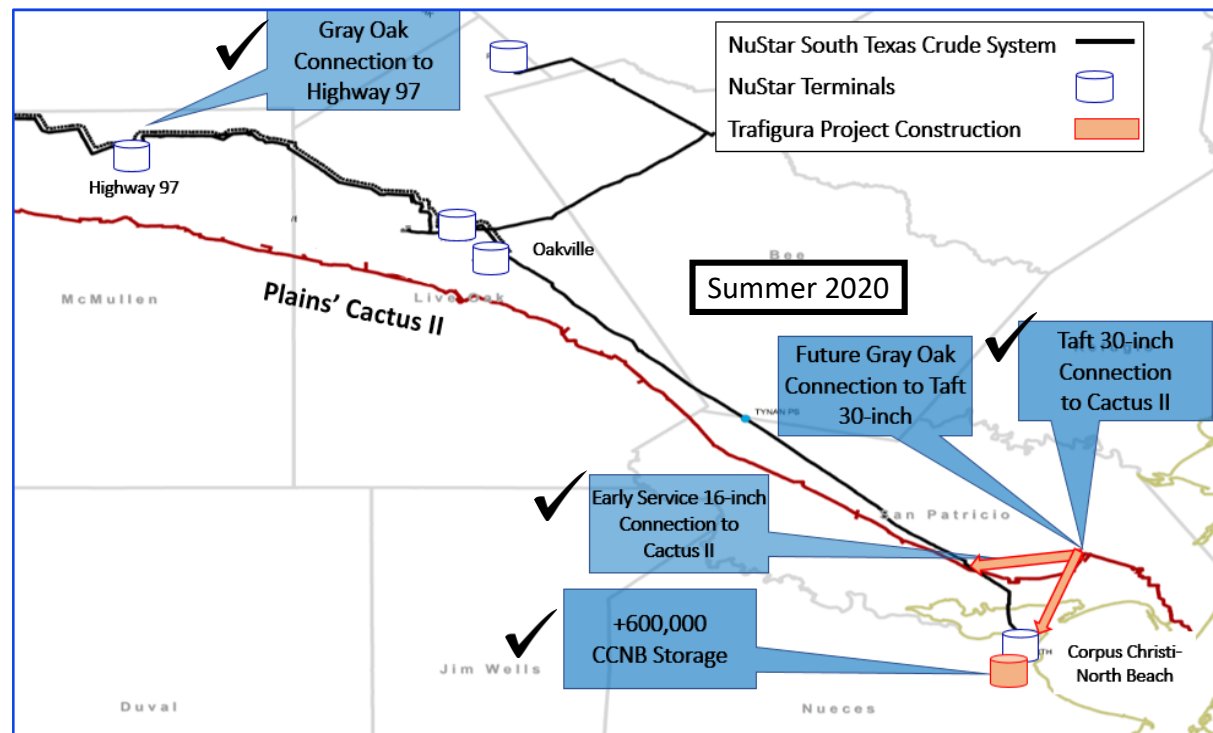 Gray Oak
Connection to
Highway 97
NuStar South Texas Crude System
NuStar Terminals
Trafigura Project Construction
Highway 97
Oakville
Bee
Summer 2020
McMullen
Live Oak
Plains’ Cactus II
Future Gray Oak
Connection to Taft
30-inch
Taft 30-inch
Connection
to Cactus II
Refugio
TYNAN PS
Early Service 16-inch
Connection to
Cactus II
San Patricio
+600,000
CCNB Storage
Corpus Christi-
North Beach
TH
Jim Wells
Duval
Nueces